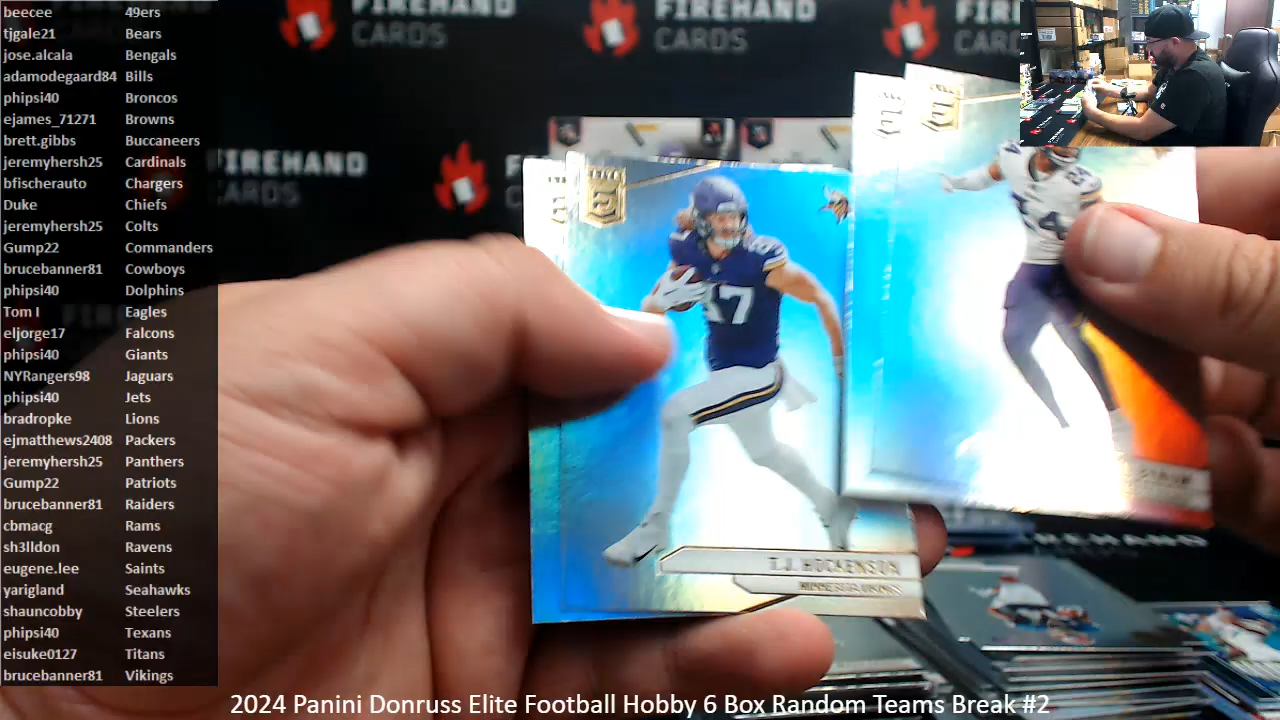 beecee 49ers
tjgale21 Bears
jose.alcala Bengals
adamodegaard84 Bills
phipsi40 Broncos
ejames_71271 Browns
brett.gibbs Buccaneers
jeremyhersh25 Cardinals
bfischerauto Chargers
Duke Chiefs
jeremyhersh25 Colts
Gump22 Commanders
brucebanner81 Cowboys
phipsi40 Dolphins
Tom I Eagles
eljorge17 Falcons
phipsi40 Giants
NYRangers98 Jaguars
phipsi40 Jets
bradropke Lions
ejmatthews2408 Packers
jeremyhersh25 Panthers
Gump22 Patriots
brucebanner81 Raiders
cbmacg Rams
sh3lldon Ravens
eugene.lee Saints
yarigland Seahawks
shauncobby Steelers
phipsi40 Texans
eisuke0127 Titans
brucebanner81 Vikings
FIREHAND
CARDS
FIREHAND
CARDS
FIREHAND
CARDS
E
17
T.J. HOCKENSON
MINNESOTA VIKINGS
2024 Panini Donruss Elite Football Hobby 6 Box Random Teams Break #2